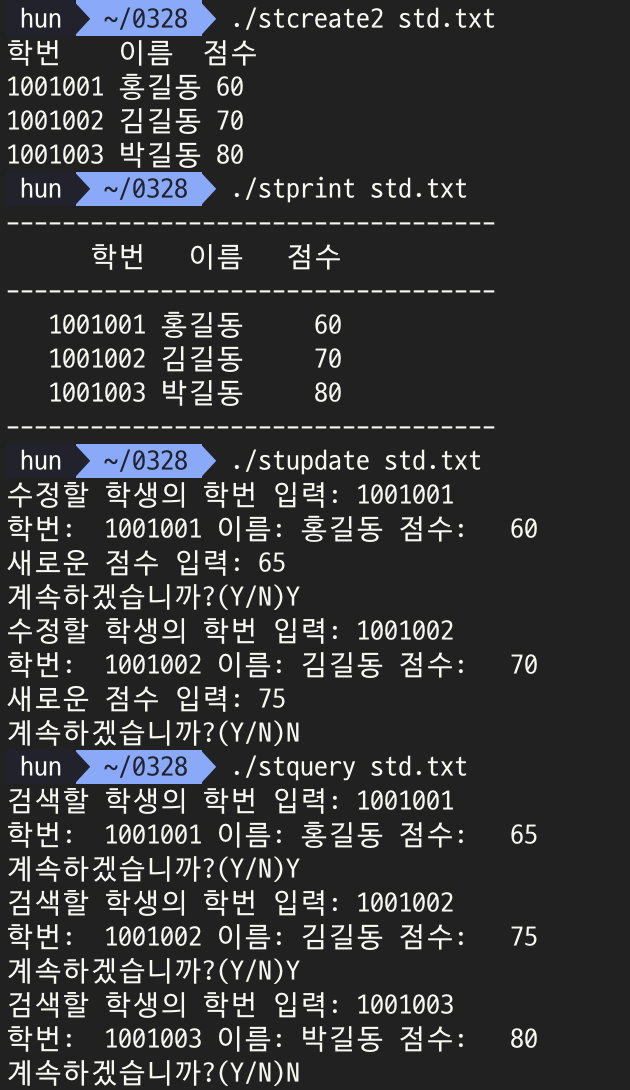 hun ~/0328 ./stcreate2 std.txt
학번 이름 점수
1001001 홍길동 60
1001002 김길동 70
1001003 박길동 80
hun ~/0328 ./stprint std.txt
-----------------------------------
학번 이름 점수
-----------------------------------
1001001 홍길동 60
1001002 김길동 70
1001003 박길동 80
-----------------------------------
hun ~/0328 ./stupdate std.txt
수정할 학생의 학번 입력: 1001001
학번: 1001001 이름: 홍길동 점수: 60
새로운 점수 입력: 65
계속하겠습니까?(Y/N)Y
수정할 학생의 학번 입력: 1001002
학번: 1001002 이름: 김길동 점수: 70
새로운 점수 입력: 75
계속하겠습니까?(Y/N)N
hun ~/0328 ./stquery std.txt
검색할 학생의 학번 입력: 1001001
학번: 1001001 이름: 홍길동 점수: 65
계속하겠습니까?(Y/N)Y
검색할 학생의 학번 입력: 1001002
학번: 1001002 이름: 김길동 점수: 75
계속하겠습니까?(Y/N)Y
검색할 학생의 학번 입력: 1001003
학번: 1001003 이름: 박길동 점수: 80
계속하겠습니까?(Y/N)N